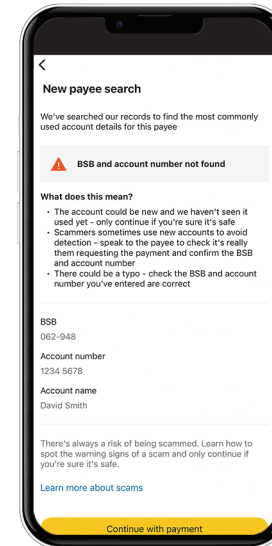 New payee search
We've searched our records to find the most commonly
used account details for this payee
BSB and account number not found
What does this mean?
• The account could be new and we haven't seen it
used yet - only continue if you're sure it's safe
• Scammers sometimes use new accounts to avoid
detection - speak to the payee to check it's really
them requesting the payment and confirm the BSB
and account number
• There could be a typo - check the BSB and account
number you've entered are correct
BSB
062-948
Account number
1234 5678
Account name
David Smith
There's always a risk of being scammed. Learn how to
spot the warning signs of a scam and only continue if
you're sure it's safe.
Learn more about scams
Continue with payment